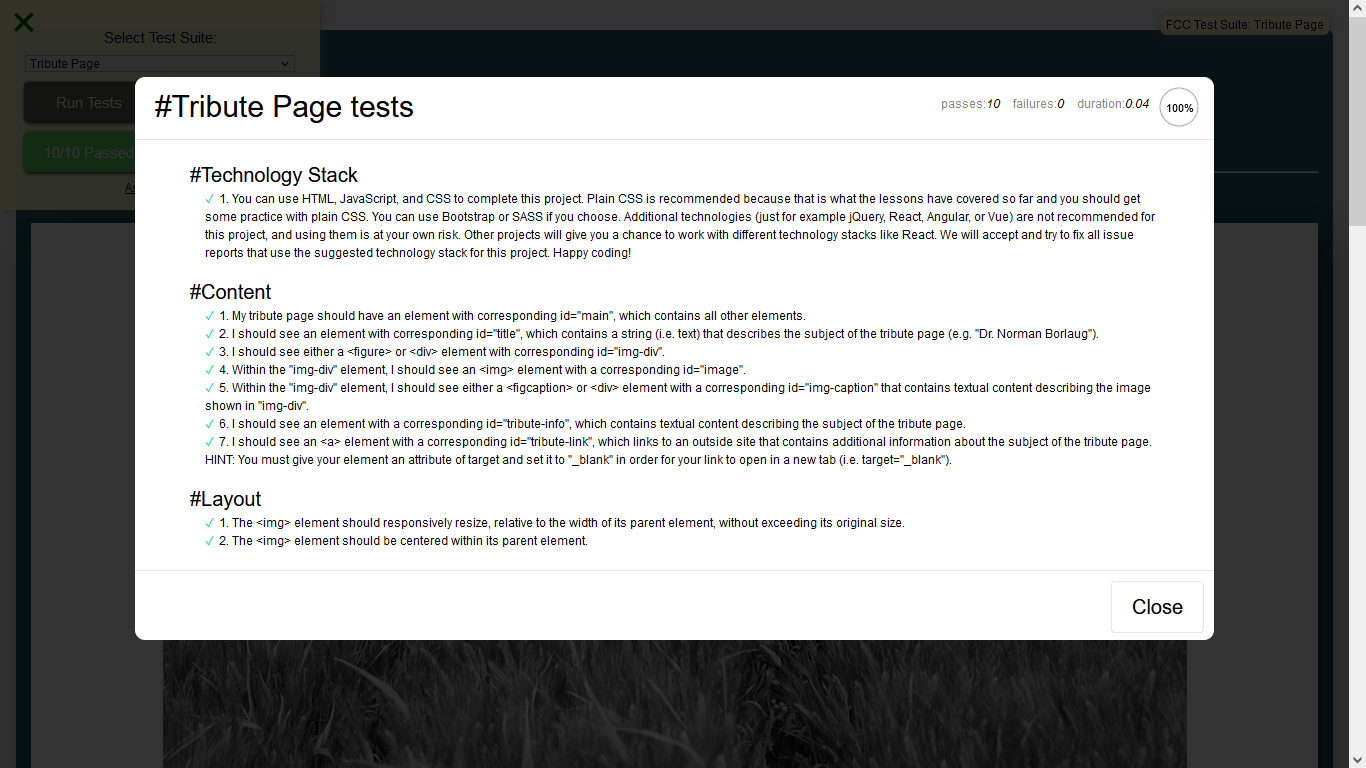 Select Test Suite:
FCC Test Suite: Tribute Page
Tribute Page
Run Tests
10/10 Passed
#Tribute Page tests
passes:10 failures:0 duration:0.04 100%
#Technology Stack
✓ 1. You can use HTML, JavaScript, and CSS to complete this project. Plain CSS is recommended because that is what the lessons have covered so far and you should get
some practice with plain CSS. You can use Bootstrap or SASS if you choose. Additional technologies (just for example jQuery, React, Angular, or Vue) are not recommended for
this project, and using them is at your own risk. Other projects will give you a chance to work with different technology stacks like React. We will accept and try to fix all issue
reports that use the suggested technology stack for this project. Happy coding!
#Content
✓ 1. My tribute page should have an element with corresponding id="main", which contains all other elements.
✓ 2. I should see an element with corresponding id="title", which contains a string (i.e. text) that describes the subject of the tribute page (e.g. "Dr. Norman Borlaug").
✓ 3. I should see either a <figure> or <div> element with corresponding id="img-div".
✓ 4. Within the "img-div" element, I should see an <img> element with a corresponding id="image".
✓ 5. Within the "img-div" element, I should see either a <figcaption> or <div> element with a corresponding id="img-caption" that contains textual content describing the image
shown in "img-div".
✓ 6. I should see an element with a corresponding id="tribute-info", which contains textual content describing the subject of the tribute page.
✓ 7. I should see an <a> element with a corresponding id="tribute-link", which links to an outside site that contains additional information about the subject of the tribute page.
HINT: You must give your element an attribute of target and set it to "_blank" in order for your link to open in a new tab (i.e. target="_blank").
#Layout
✓ 1. The <img> element should responsively resize, relative to the width of its parent element, without exceeding its original size.
✓ 2. The <img> element should be centered within its parent element.
Close